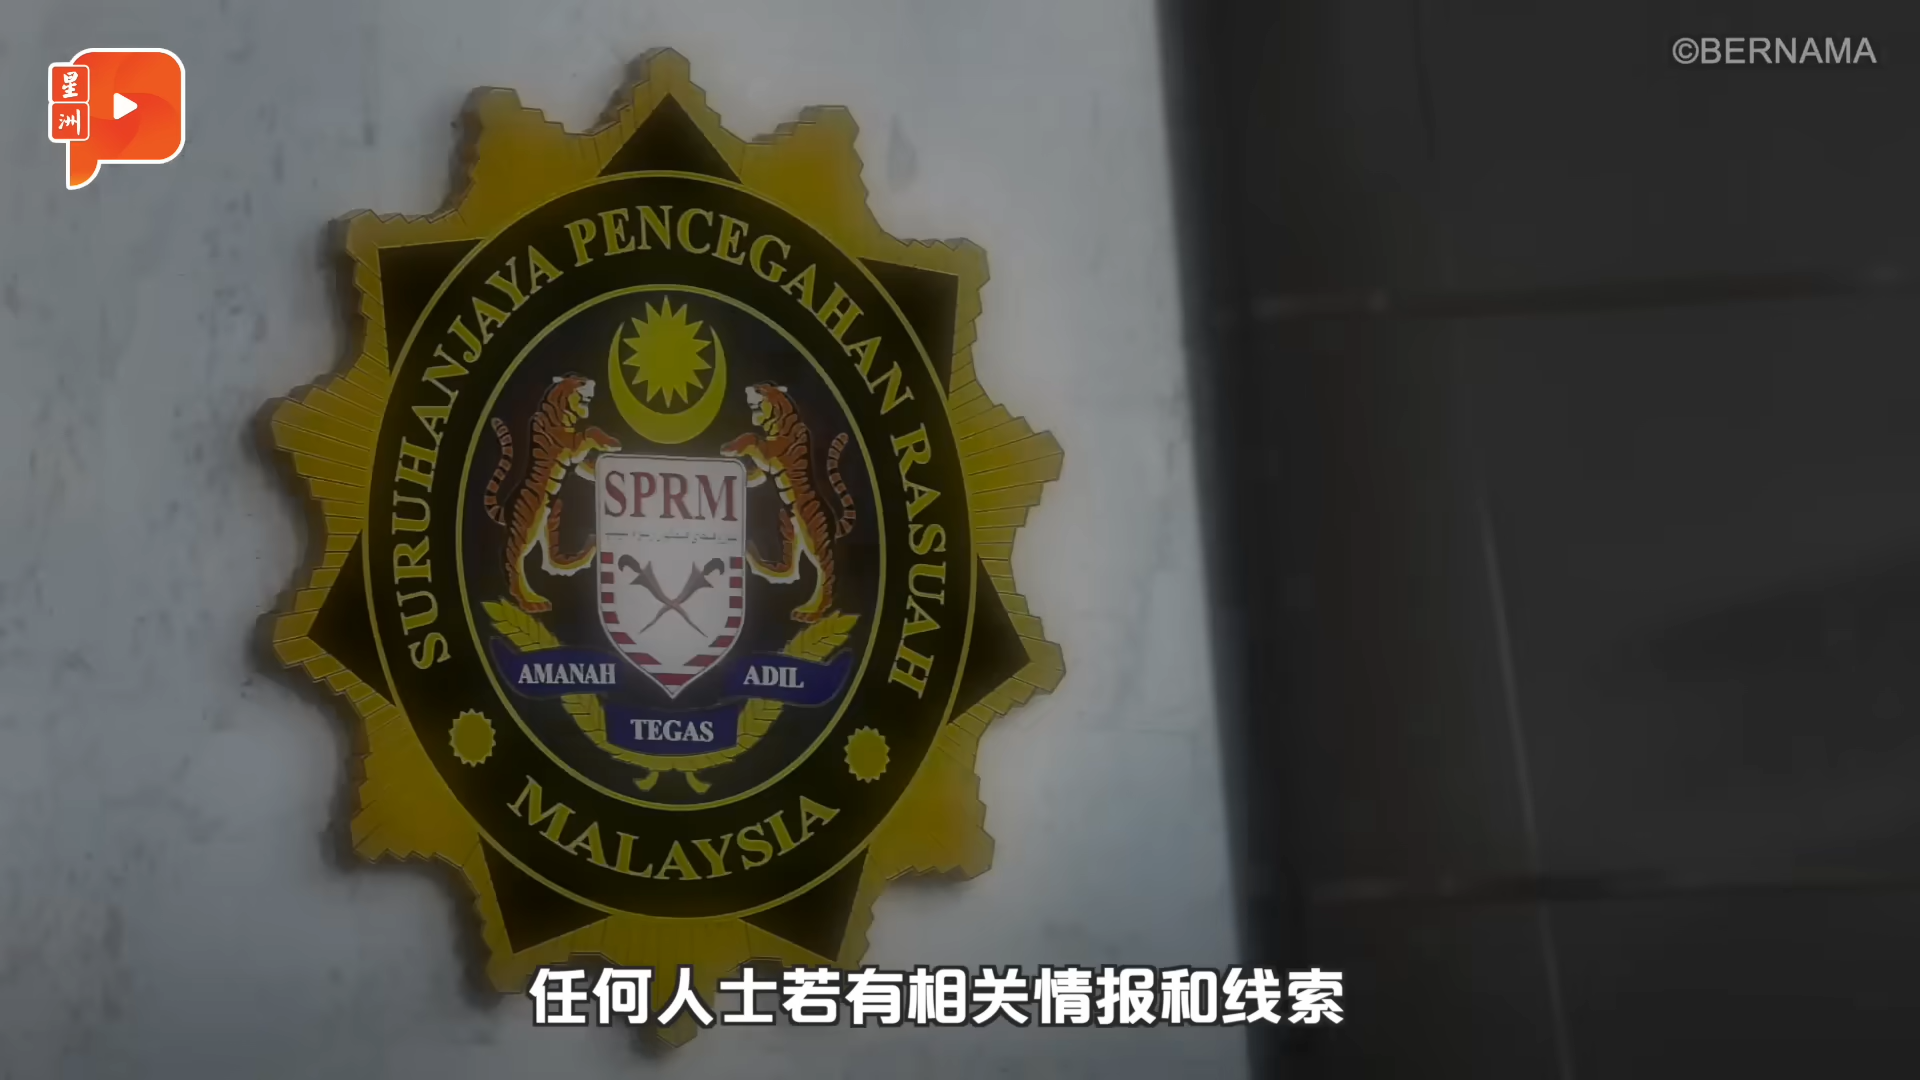 星洲
©BERNAMA
SURUHANJAYA PENCEGAHAN RASUAH
SPRM
AMANAH
ADIL
TEGAS
MALAYSIA
任何人士若有相关情报和线索